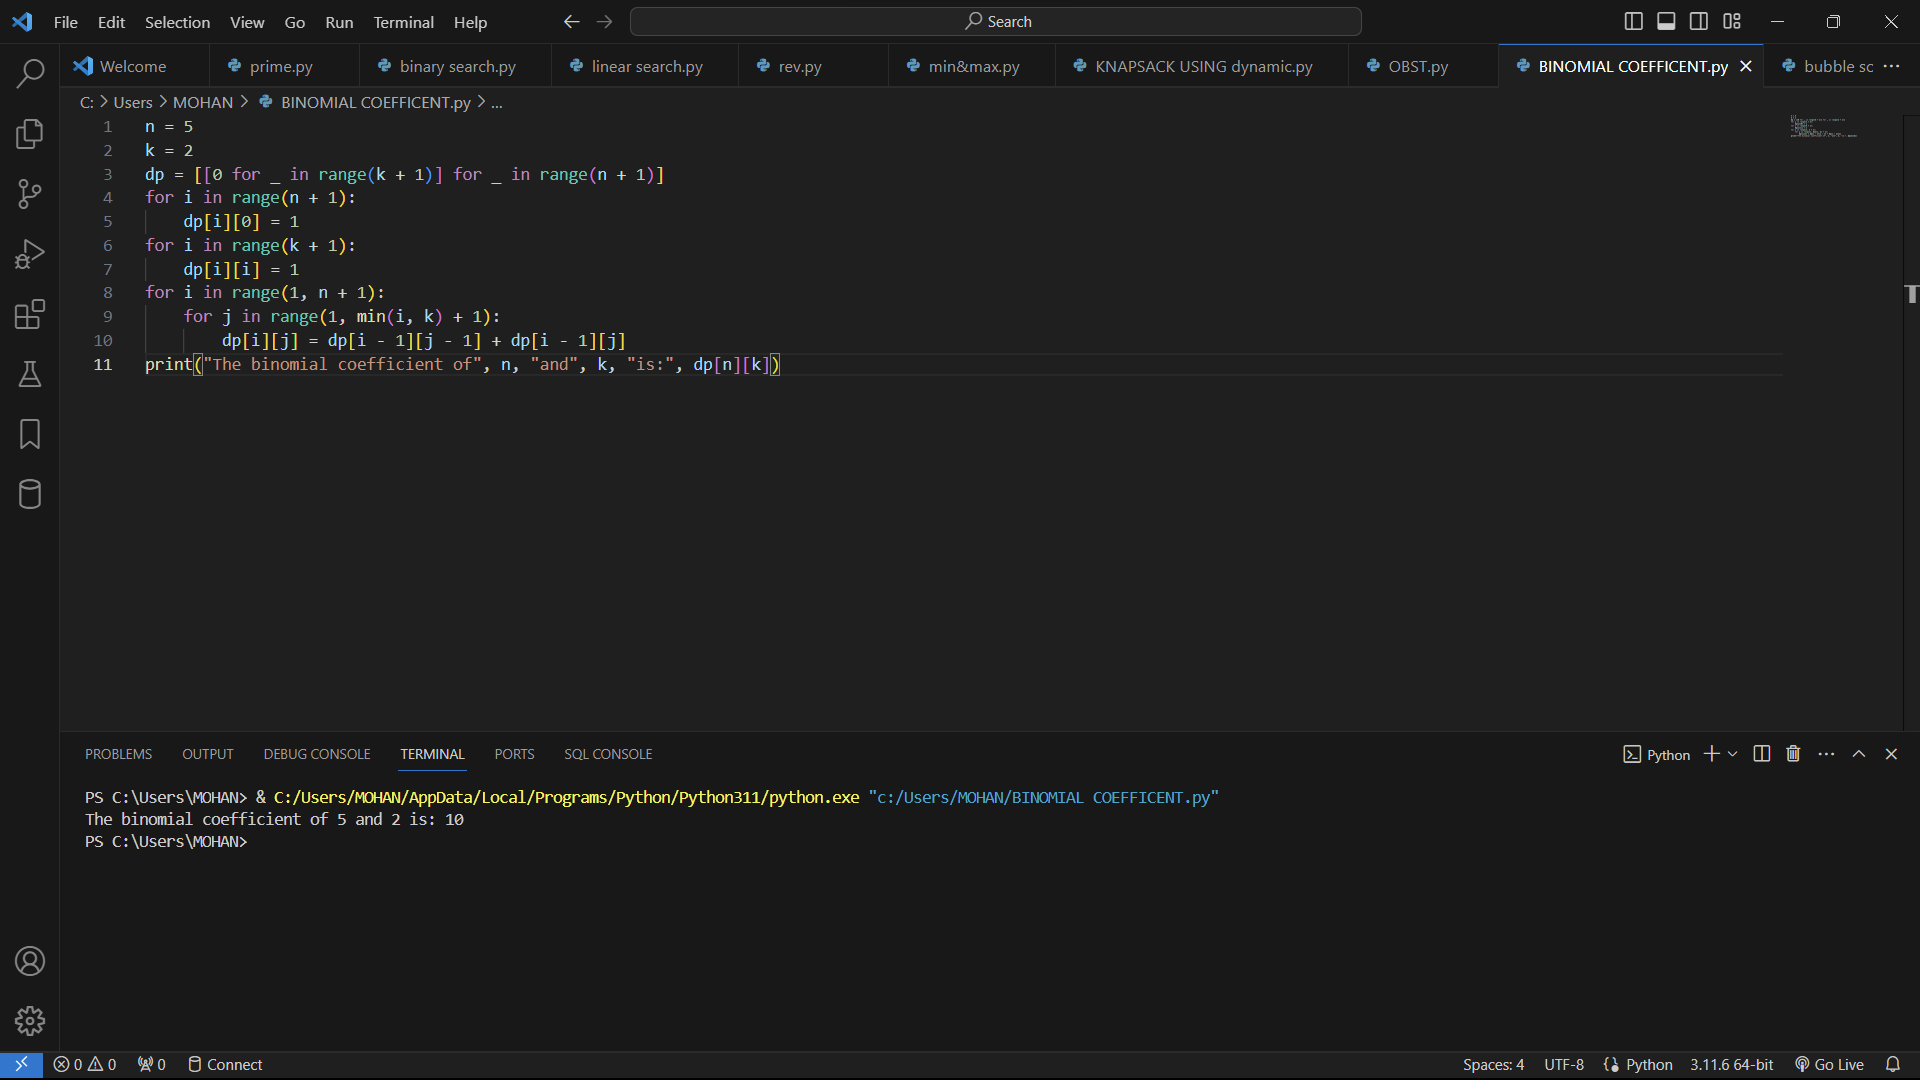 File Edit Selection View Go Run Terminal Help Search
Welcome prime.py binary search.py linear search.py rev.py min&max.py KNAPSACK USING dynamic.py OBST.py BINOMIAL COEFFICENT.py bubble sc ...
C: > Users > MOHAN > BINOMIAL COEFFICENT.py > ...
1 n = 5
2 k = 2
3 dp = [[0 for _ in range(k + 1)] for _ in range(n + 1)]
4 for i in range(n + 1):
5     dp[i][0] = 1
6 for i in range(k + 1):
7     dp[i][i] = 1
8 for i in range(1, n + 1):
9     for j in range(1, min(i, k) + 1):
10         dp[i][j] = dp[i - 1][j - 1] + dp[i - 1][j]
11 print("The binomial coefficient of", n, "and", k, "is:", dp[n][k])
PROBLEMS OUTPUT DEBUG CONSOLE TERMINAL PORTS SQL CONSOLE Python
PS C:\Users\MOHAN> & C:/Users/MOHAN/AppData/Local/Programs/Python/Python311/python.exe "c:/Users/MOHAN/BINOMIAL COEFFICENT.py"
The binomial coefficient of 5 and 2 is: 10
PS C:\Users\MOHAN>
0 0 0 Connect Spaces: 4 UTF-8 Python 3.11.6 64-bit Go Live